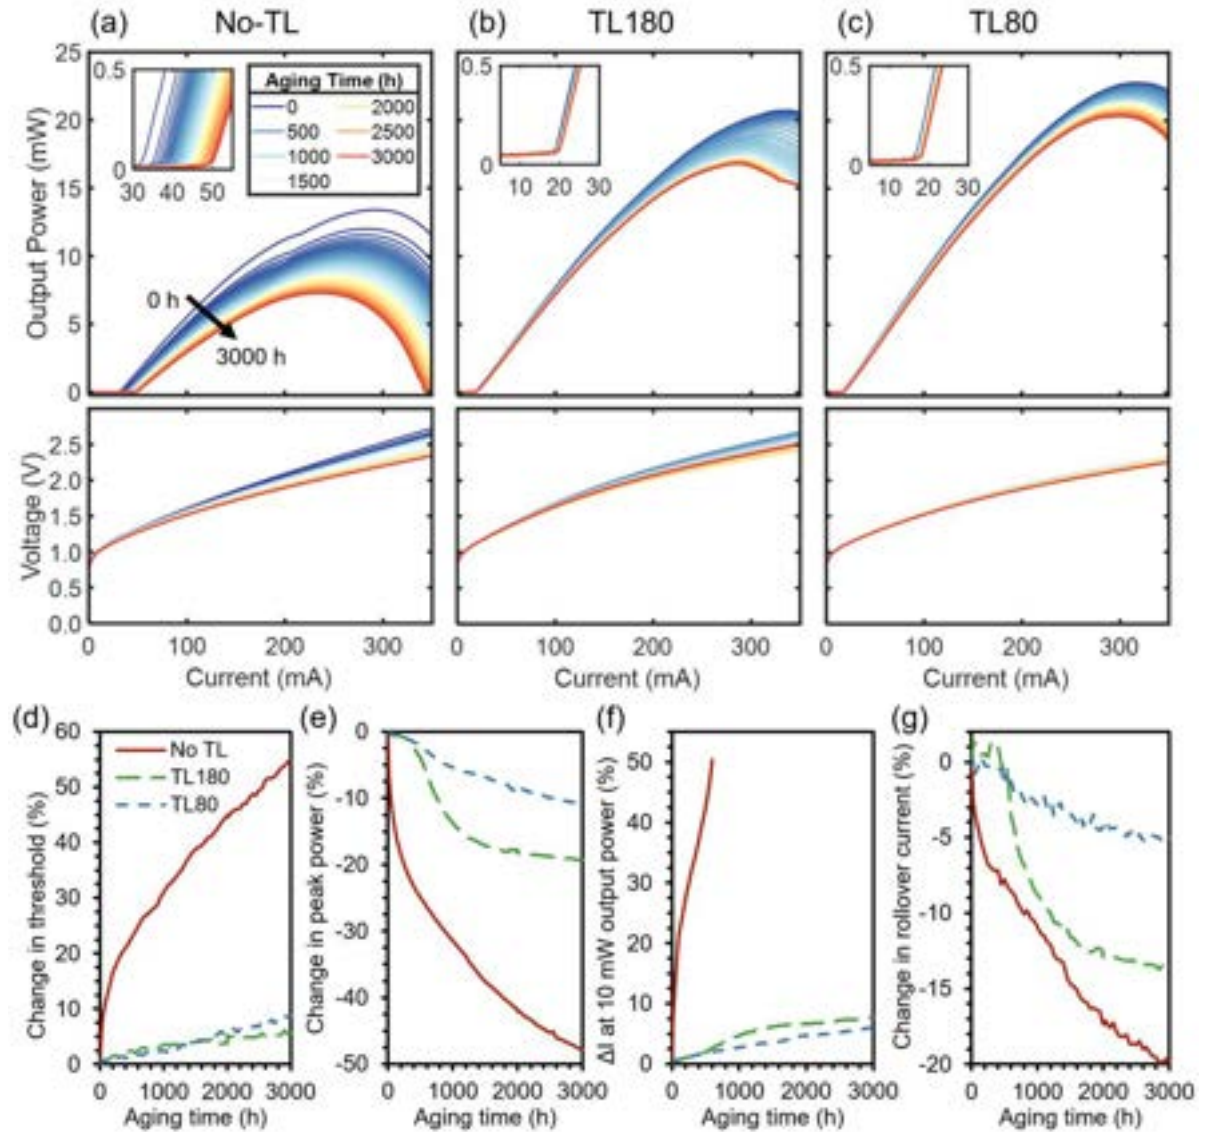 (a) No-TL
(b) TL180
(c) TL80
Output Power (mW)
25
20
15
10
5
0
0.5
0
30 40 50
Aging Time (h)
0 2000
500 2500
1000 3000
1500
0 h
3000 h
0.5
0
10 20 30
0.5
0
10 20 30
Voltage (V)
2.5
2.0
1.5
1.0
0.5
0.0
0 100 200 300
Current (mA)
0 100 200 300
Current (mA)
0 100 200 300
Current (mA)
(d)
Change in threshold (%)
60
50
40
30
20
10
0
No TL
TL180
TL80
0 1000 2000 3000
Aging time (h)
(e)
Change in peak power (%)
0
-10
-20
-30
-40
-50
0 1000 2000 3000
Aging time (h)
(f)
ΔI at 10 mW output power (%)
50
40
30
20
10
0
0 1000 2000 3000
Aging time (h)
(g)
Change in rollover current (%)
0
-5
-10
-15
-20
0 1000 2000 3000
Aging time (h)